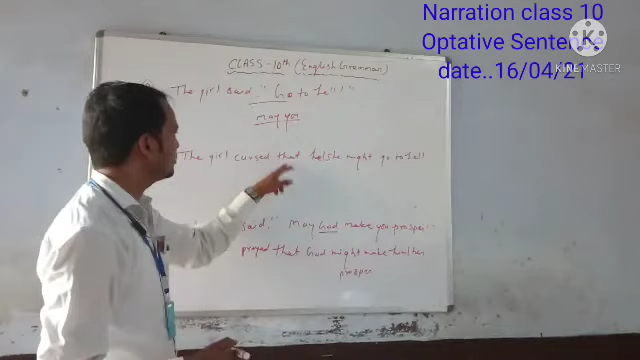 Narration class 10
Optative Sentence
date..16/04/21
KINEMASTER
CLASS-10th (English Grammar)
The girl said, "Go to hell"
May you
The girl cursed that he/she might go to hell
said." May God make you prosper"
prayed that God might make him/her
prosper